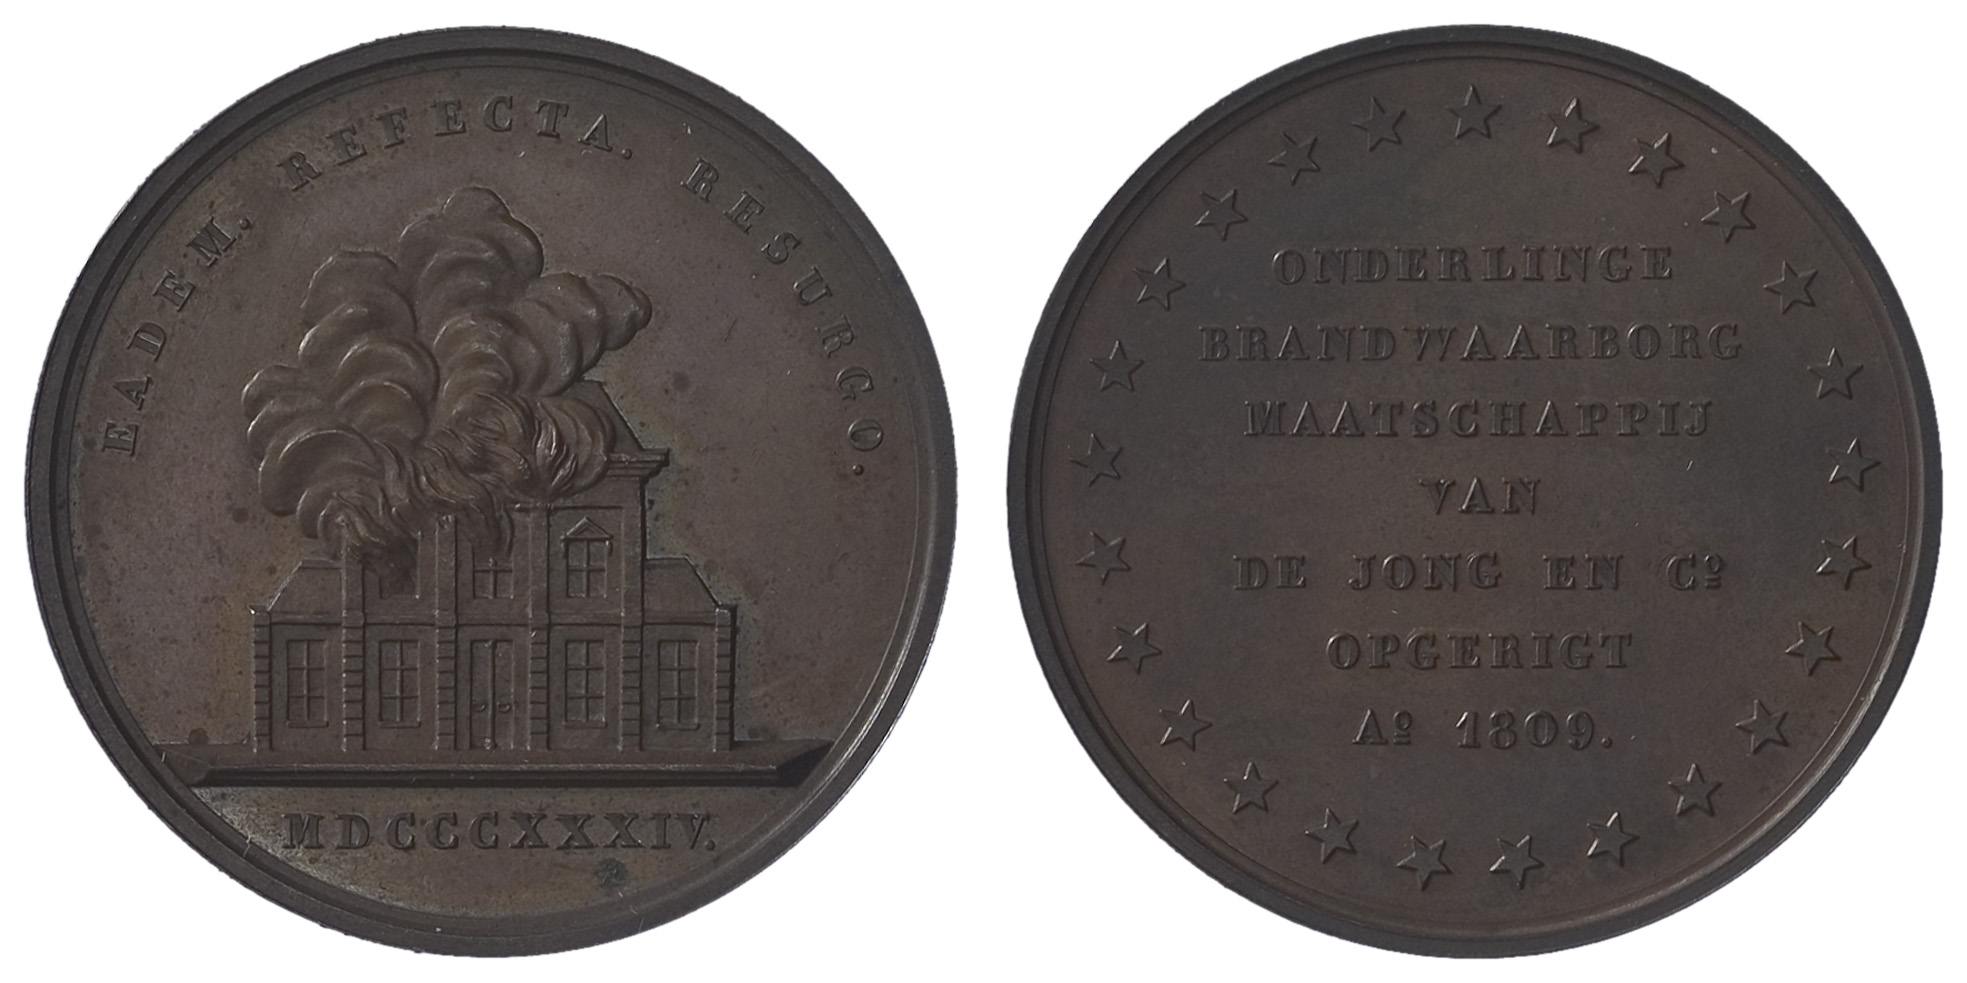 EADEM. REFECTA. RESURGO.
MDCCCXXXIV.
ONDERLINGE
BRANDWAARBORG
MAATSCHAPPIJ
VAN
DE JONG EN Cº
OPGERIGT
Aº 1809.